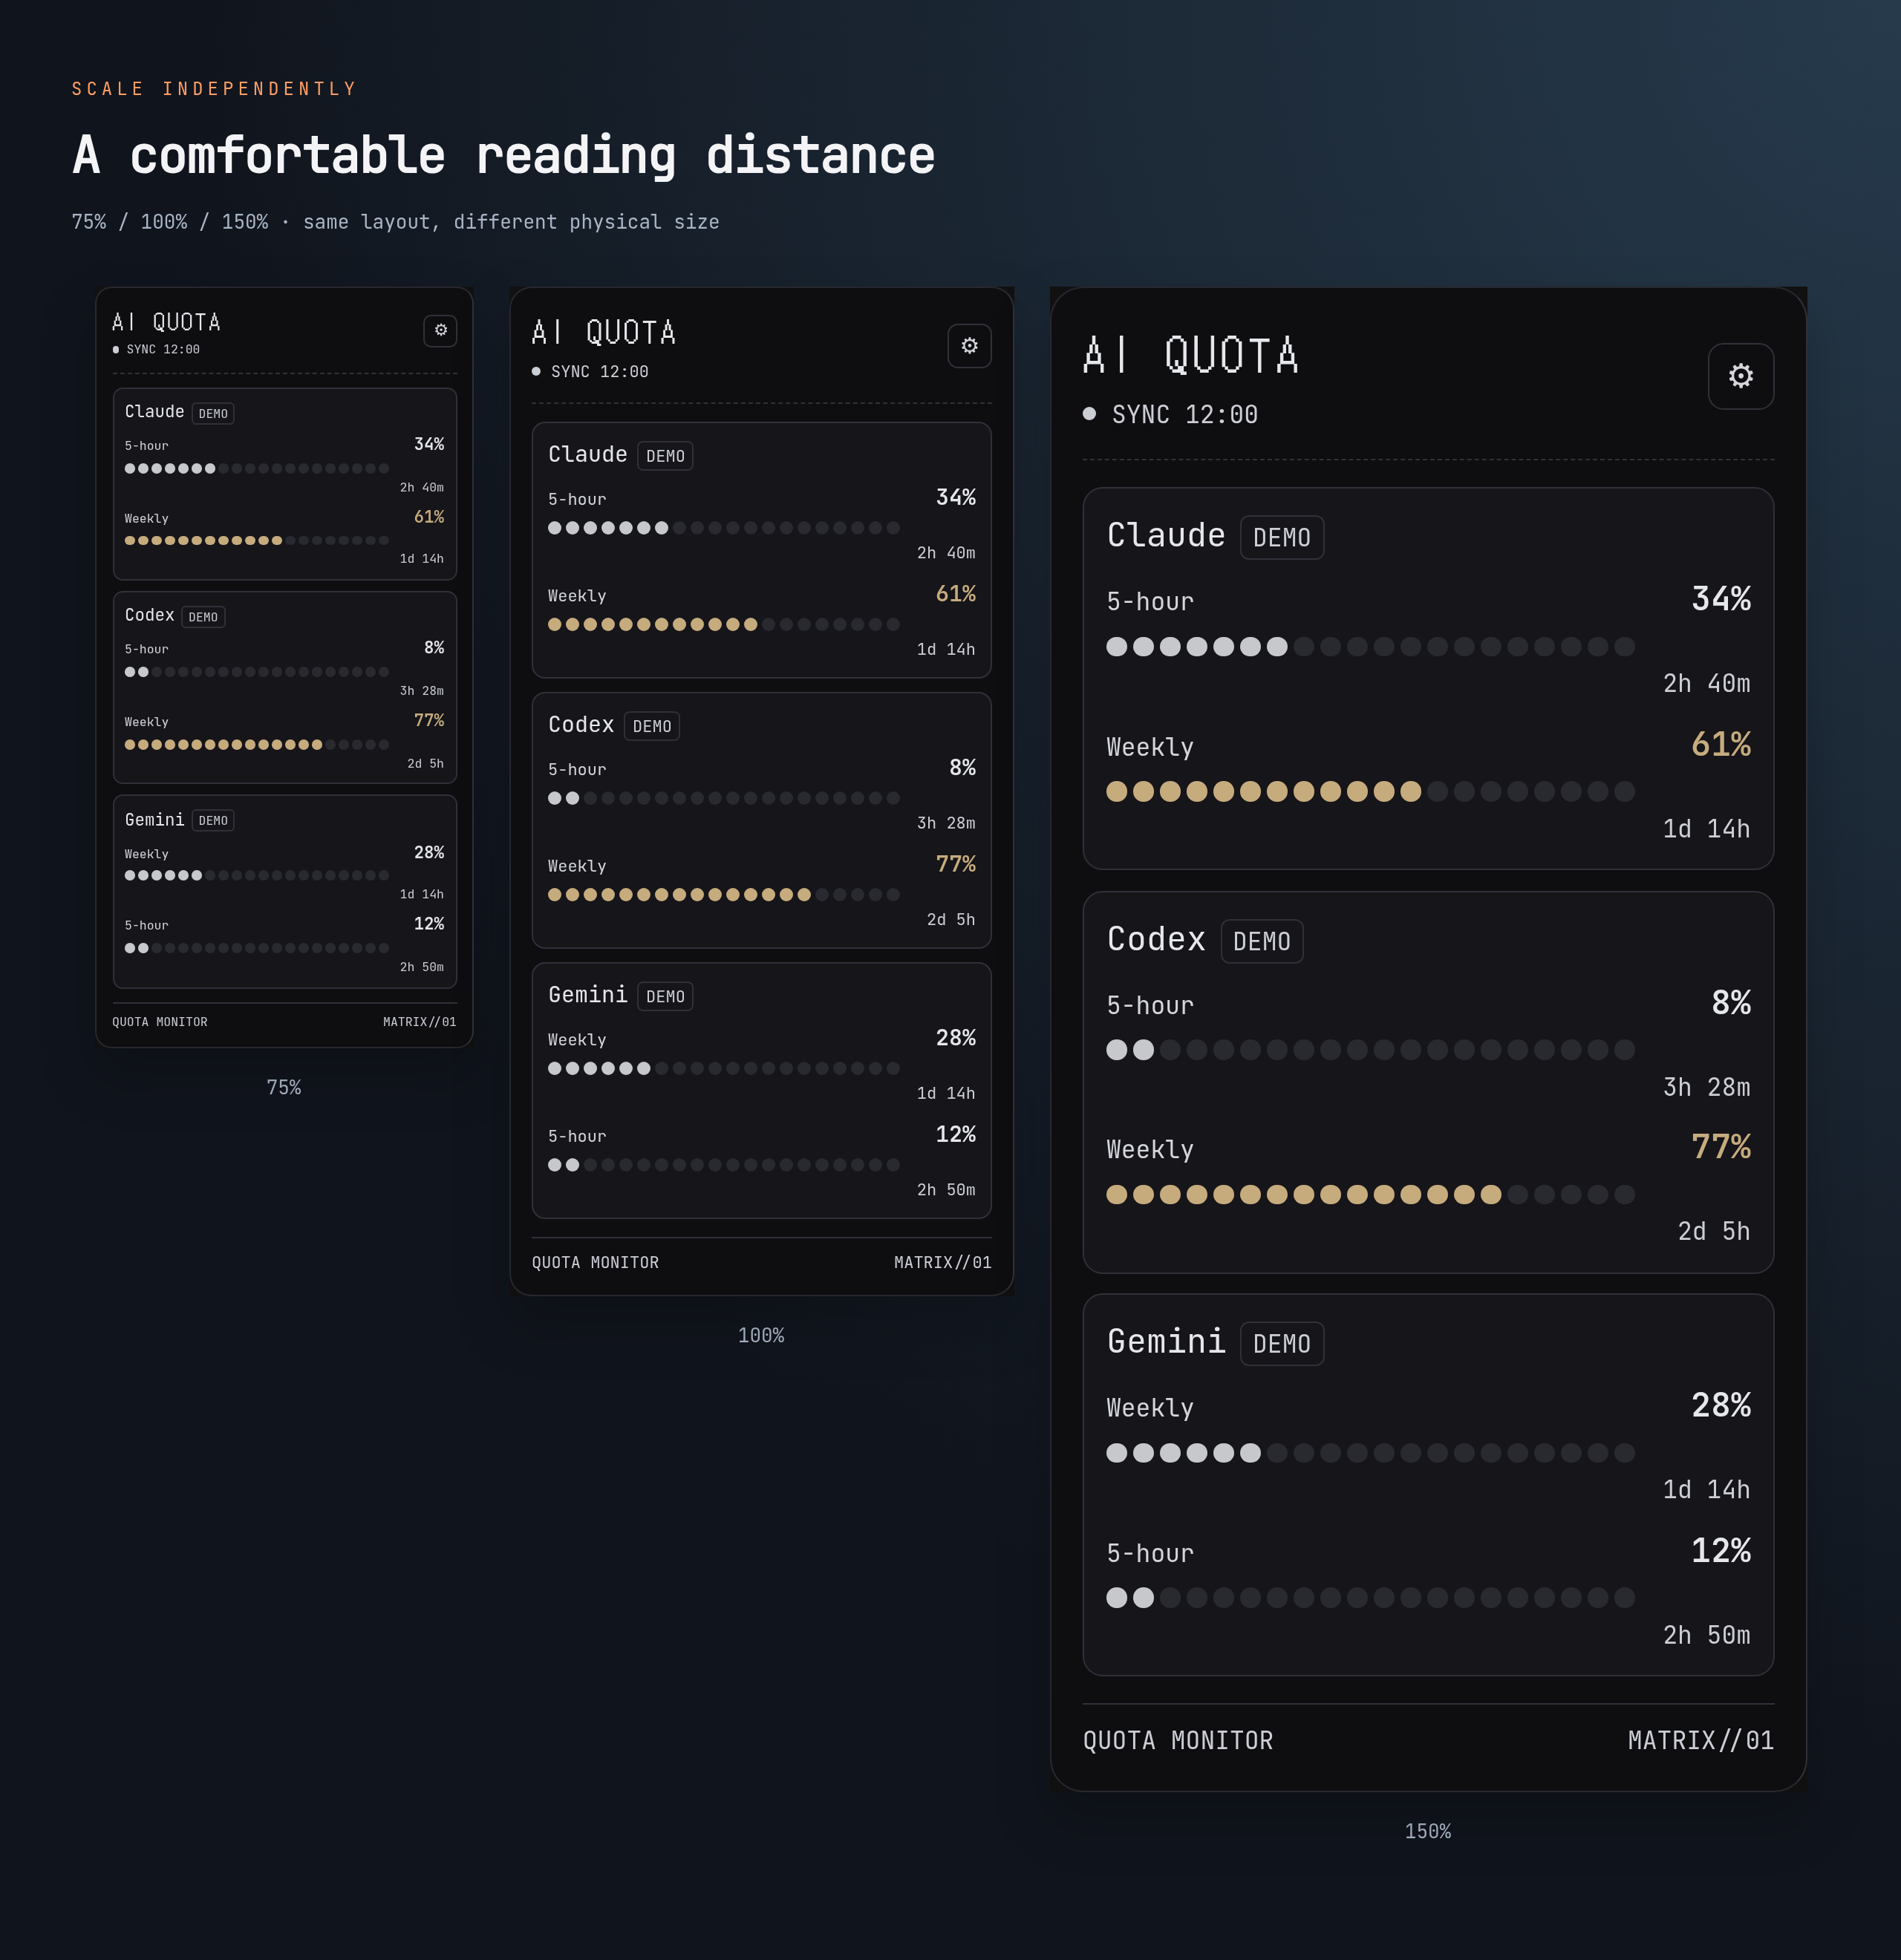 SCALE INDEPENDENTLY
A comfortable reading distance
75% / 100% / 150% · same layout, different physical size
AI QUOTA
SYNC 12:00
Claude DEMO
5-hour 34%
2h 40m
Weekly 61%
1d 14h
Codex DEMO
5-hour 8%
3h 28m
Weekly 77%
2d 5h
Gemini DEMO
Weekly 28%
1d 14h
5-hour 12%
2h 50m
QUOTA MONITOR MATRIX//01
75%
AI QUOTA
SYNC 12:00
Claude DEMO
5-hour 34%
2h 40m
Weekly 61%
1d 14h
Codex DEMO
5-hour 8%
3h 28m
Weekly 77%
2d 5h
Gemini DEMO
Weekly 28%
1d 14h
5-hour 12%
2h 50m
QUOTA MONITOR MATRIX//01
100%
AI QUOTA
SYNC 12:00
Claude DEMO
5-hour 34%
2h 40m
Weekly 61%
1d 14h
Codex DEMO
5-hour 8%
3h 28m
Weekly 77%
2d 5h
Gemini DEMO
Weekly 28%
1d 14h
5-hour 12%
2h 50m
QUOTA MONITOR MATRIX//01
150%